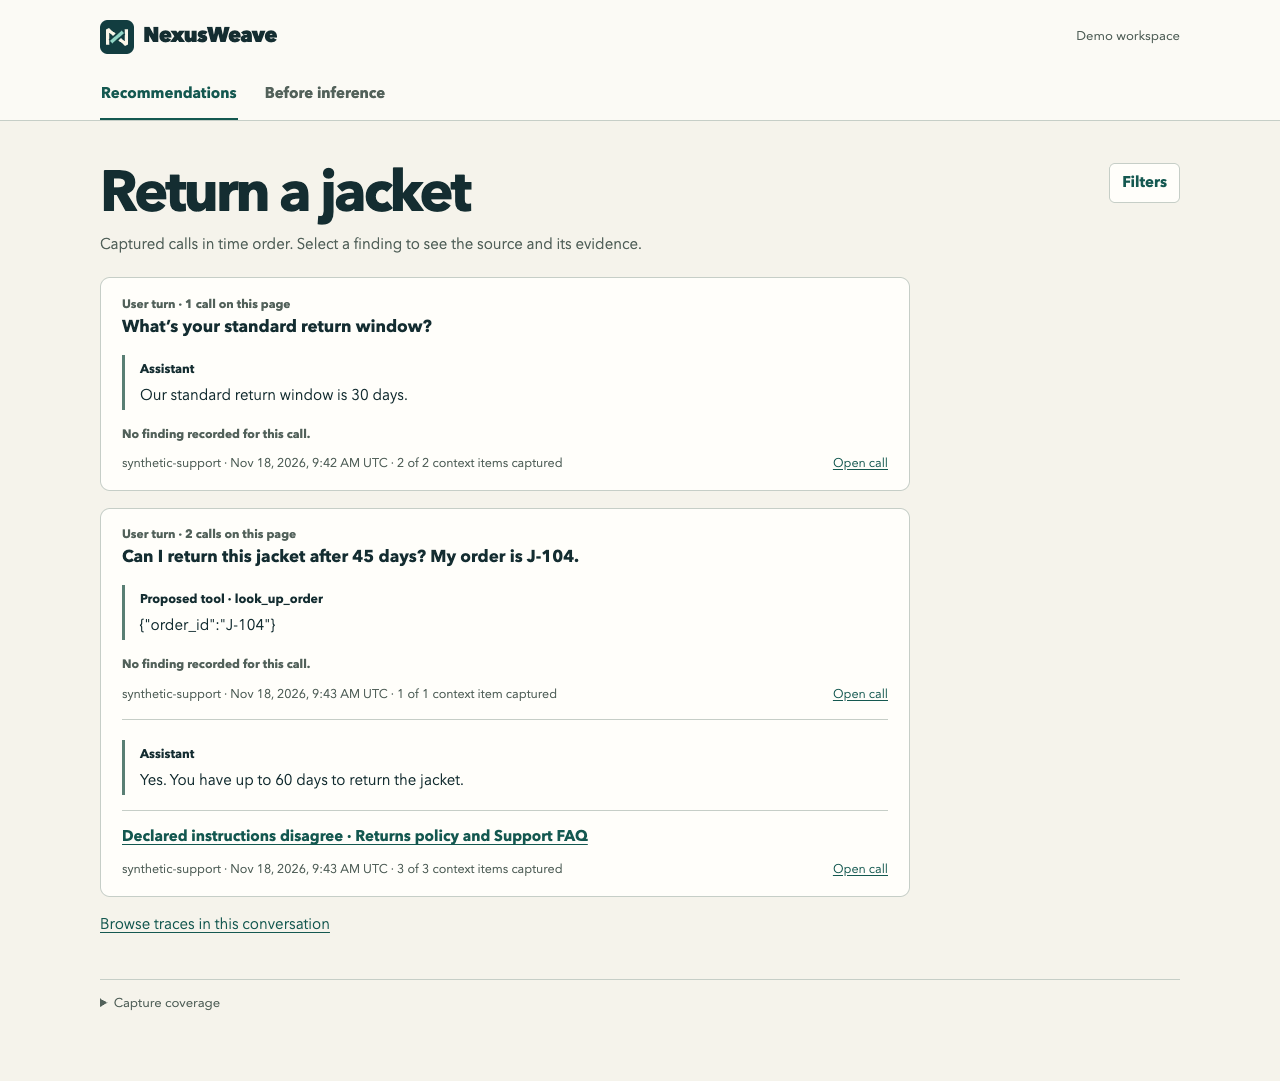 NexusWeave
Demo workspace
Recommendations
Before inference
Return a jacket
Filters
Captured calls in time order. Select a finding to see the source and its evidence.
User turn · 1 call on this page
What’s your standard return window?
Assistant
Our standard return window is 30 days.
No finding recorded for this call.
synthetic-support · Nov 18, 2026, 9:42 AM UTC · 2 of 2 context items captured
Open call
User turn · 2 calls on this page
Can I return this jacket after 45 days? My order is J-104.
Proposed tool · look_up_order
{"order_id":"J-104"}
No finding recorded for this call.
synthetic-support · Nov 18, 2026, 9:43 AM UTC · 1 of 1 context item captured
Open call
Assistant
Yes. You have up to 60 days to return the jacket.
Declared instructions disagree · Returns policy and Support FAQ
synthetic-support · Nov 18, 2026, 9:43 AM UTC · 3 of 3 context items captured
Open call
Browse traces in this conversation
Capture coverage